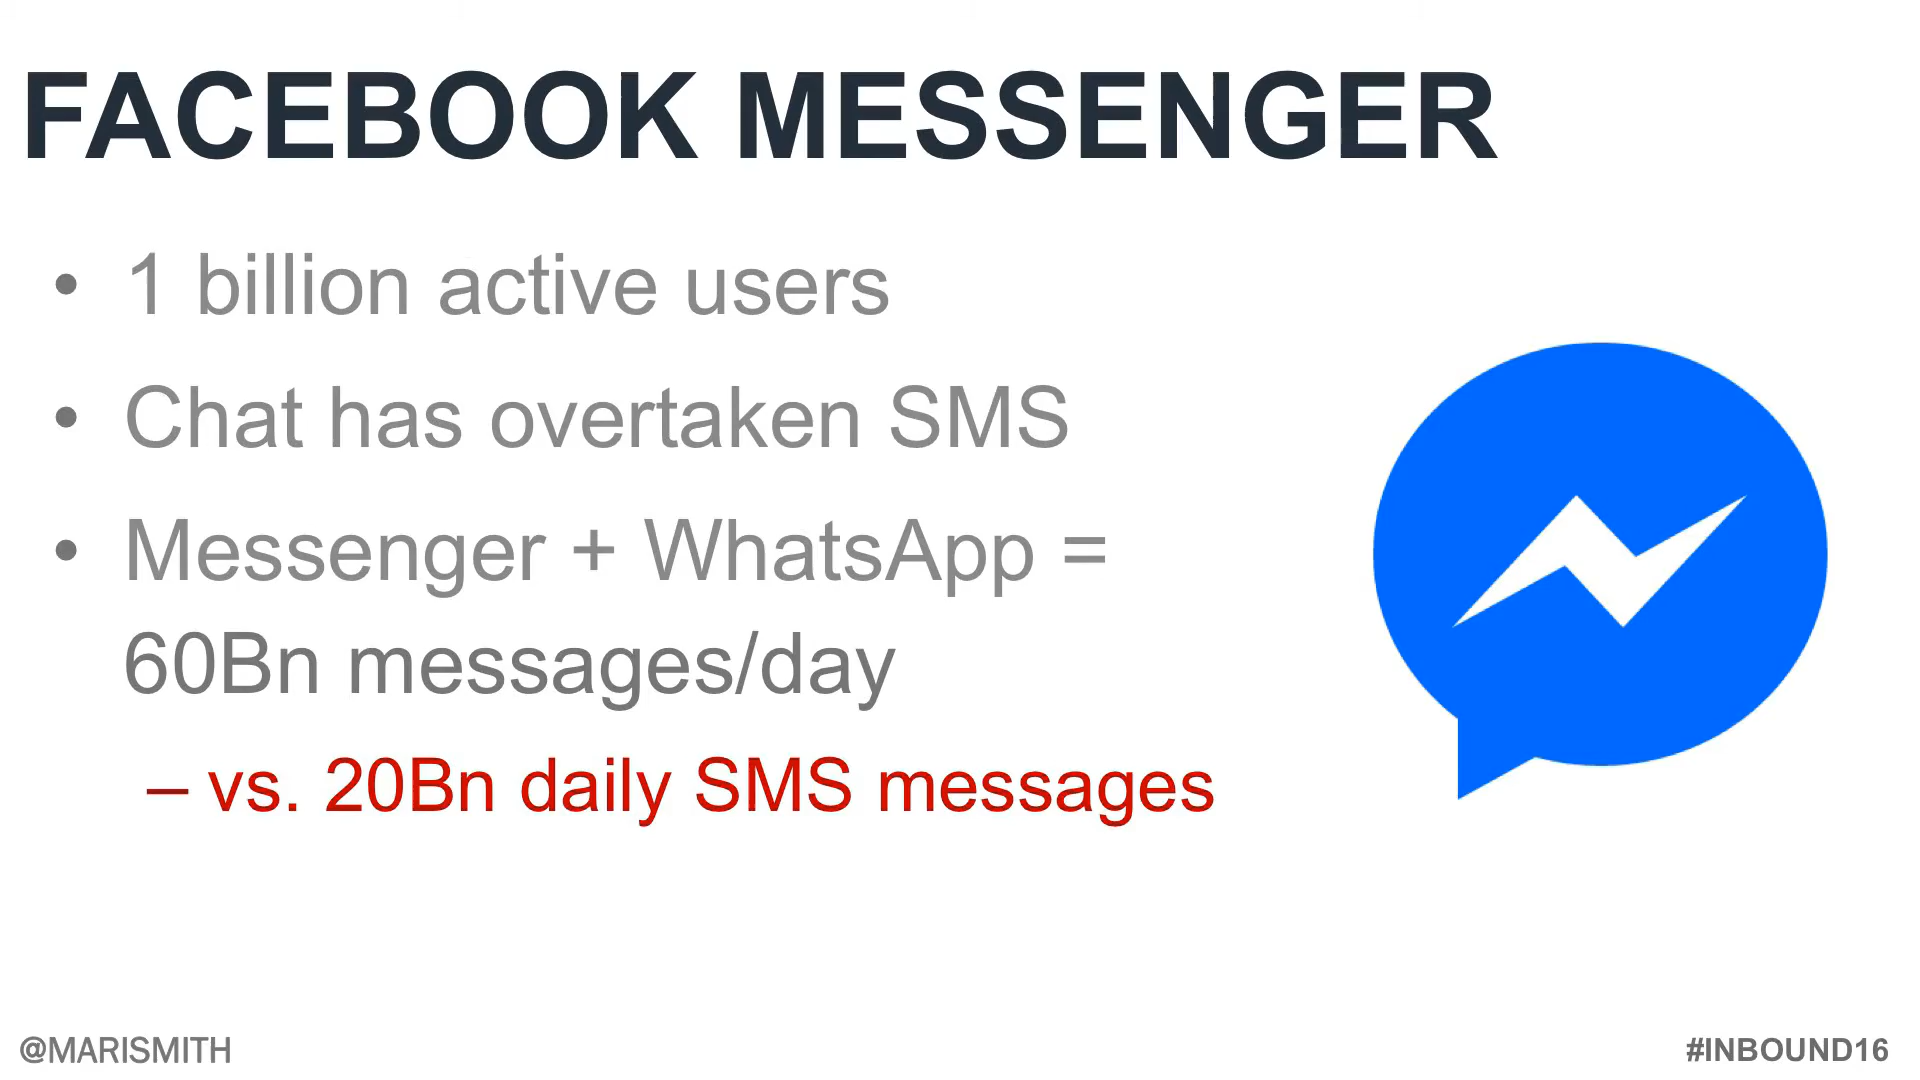 FACEBOOK MESSENGER
• 1 billion active users
• Chat has overtaken SMS
• Messenger + WhatsApp =
60Bn messages/day
– vs. 20Bn daily SMS messages
@MARISMITH
#INBOUND16